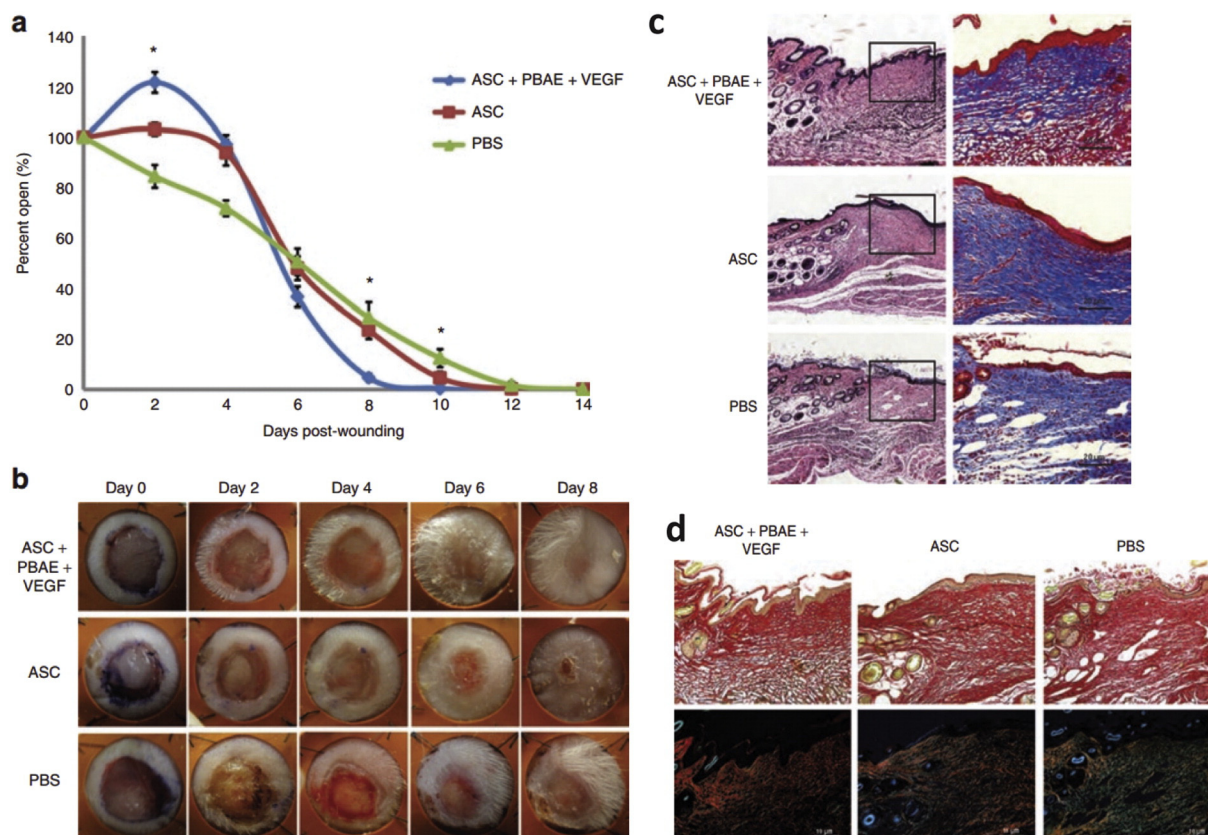 a
140
120
100
80
60
40
20
0
Percent open (%)
*
*
*
ASC + PBAE + VEGF
ASC
PBS
0 2 4 6 8 10 12 14
Days post-wounding
b
Day 0 Day 2 Day 4 Day 6 Day 8
ASC +
PBAE +
VEGF
ASC
PBS
c
ASC + PBAE +
VEGF
ASC
PBS
d
ASC + PBAE +
VEGF
ASC
PBS